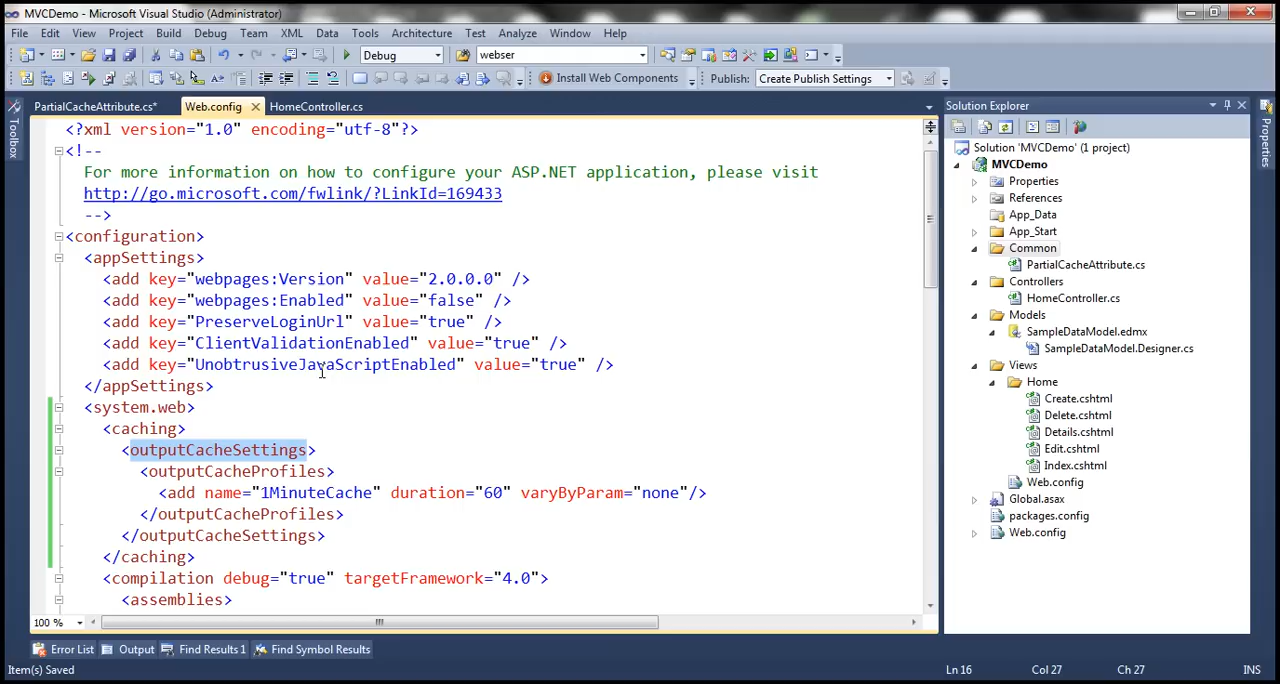 MVCDemo - Microsoft Visual Studio (Administrator)
File Edit View Project Build Debug Team XML Data Tools Architecture Test Analyze Window Help
Debug webser
Install Web Components Publish: Create Publish Settings
PartialCacheAttribute.cs* Web.config HomeController.cs
Toolbox
<?xml version="1.0" encoding="utf-8"?>
<!--
For more information on how to configure your ASP.NET application, please visit
http://go.microsoft.com/fwlink/?LinkId=169433
-->
<configuration>
<appSettings>
<add key="webpages:Version" value="2.0.0.0" />
<add key="webpages:Enabled" value="false" />
<add key="PreserveLoginUrl" value="true" />
<add key="ClientValidationEnabled" value="true" />
<add key="UnobtrusiveJavaScriptEnabled" value="true" />
</appSettings>
<system.web>
<caching>
<outputCacheSettings>
<outputCacheProfiles>
<add name="1MinuteCache" duration="60" varyByParam="none"/>
</outputCacheProfiles>
</outputCacheSettings>
</caching>
<compilation debug="true" targetFramework="4.0">
<assemblies>
100 %
Solution Explorer
Solution 'MVCDemo' (1 project)
MVCDemo
Properties
References
App_Data
App_Start
Common
PartialCacheAttribute.cs
Controllers
HomeController.cs
Models
SampleDataModel.edmx
SampleDataModel.Designer.cs
Views
Home
Create.cshtml
Delete.cshtml
Details.cshtml
Edit.cshtml
Index.cshtml
Web.config
Global.asax
packages.config
Web.config
Properties
Error List Output Find Results 1 Find Symbol Results
Item(s) Saved Ln 16 Col 27 Ch 27 INS